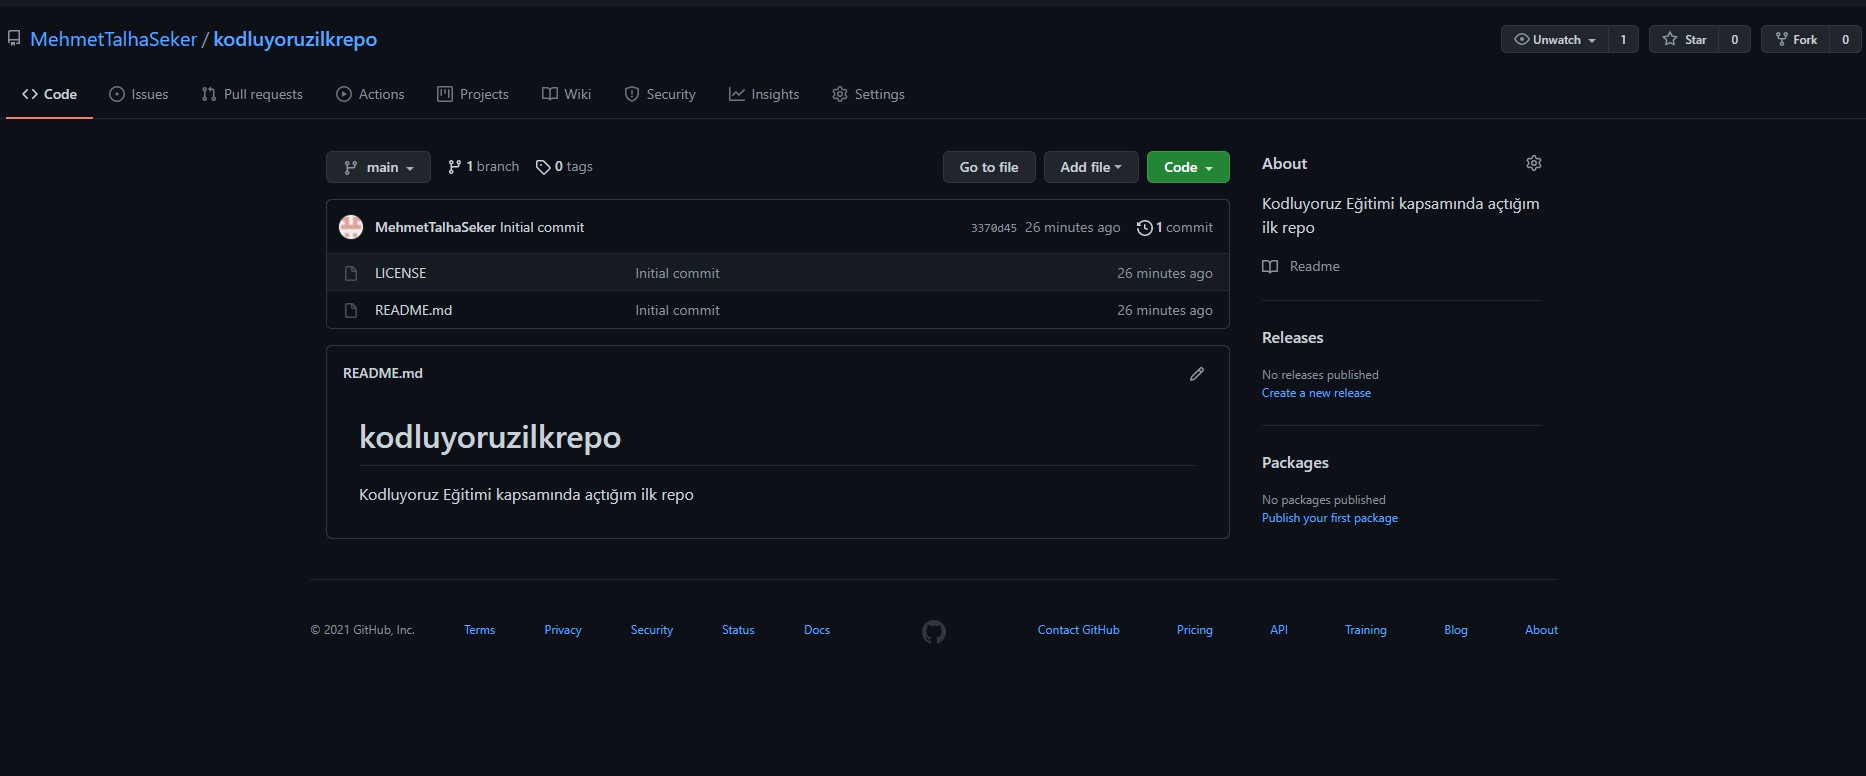 MehmetTalhaSeker / kodluyoruzilkrepo
Unwatch 1 Star 0 Fork 0
Code Issues Pull requests Actions Projects Wiki Security Insights Settings
main 1 branch 0 tags Go to file Add file Code
MehmetTalhaSeker Initial commit 3370d45 26 minutes ago 1 commit
LICENSE Initial commit 26 minutes ago
README.md Initial commit 26 minutes ago
README.md
kodluyoruzilkrepo
Kodluyoruz Eğitimi kapsamında açtığım ilk repo
About
Kodluyoruz Eğitimi kapsamında açtığım
ilk repo
Readme
Releases
No releases published
Create a new release
Packages
No packages published
Publish your first package
© 2021 GitHub, Inc. Terms Privacy Security Status Docs Contact GitHub Pricing API Training Blog About